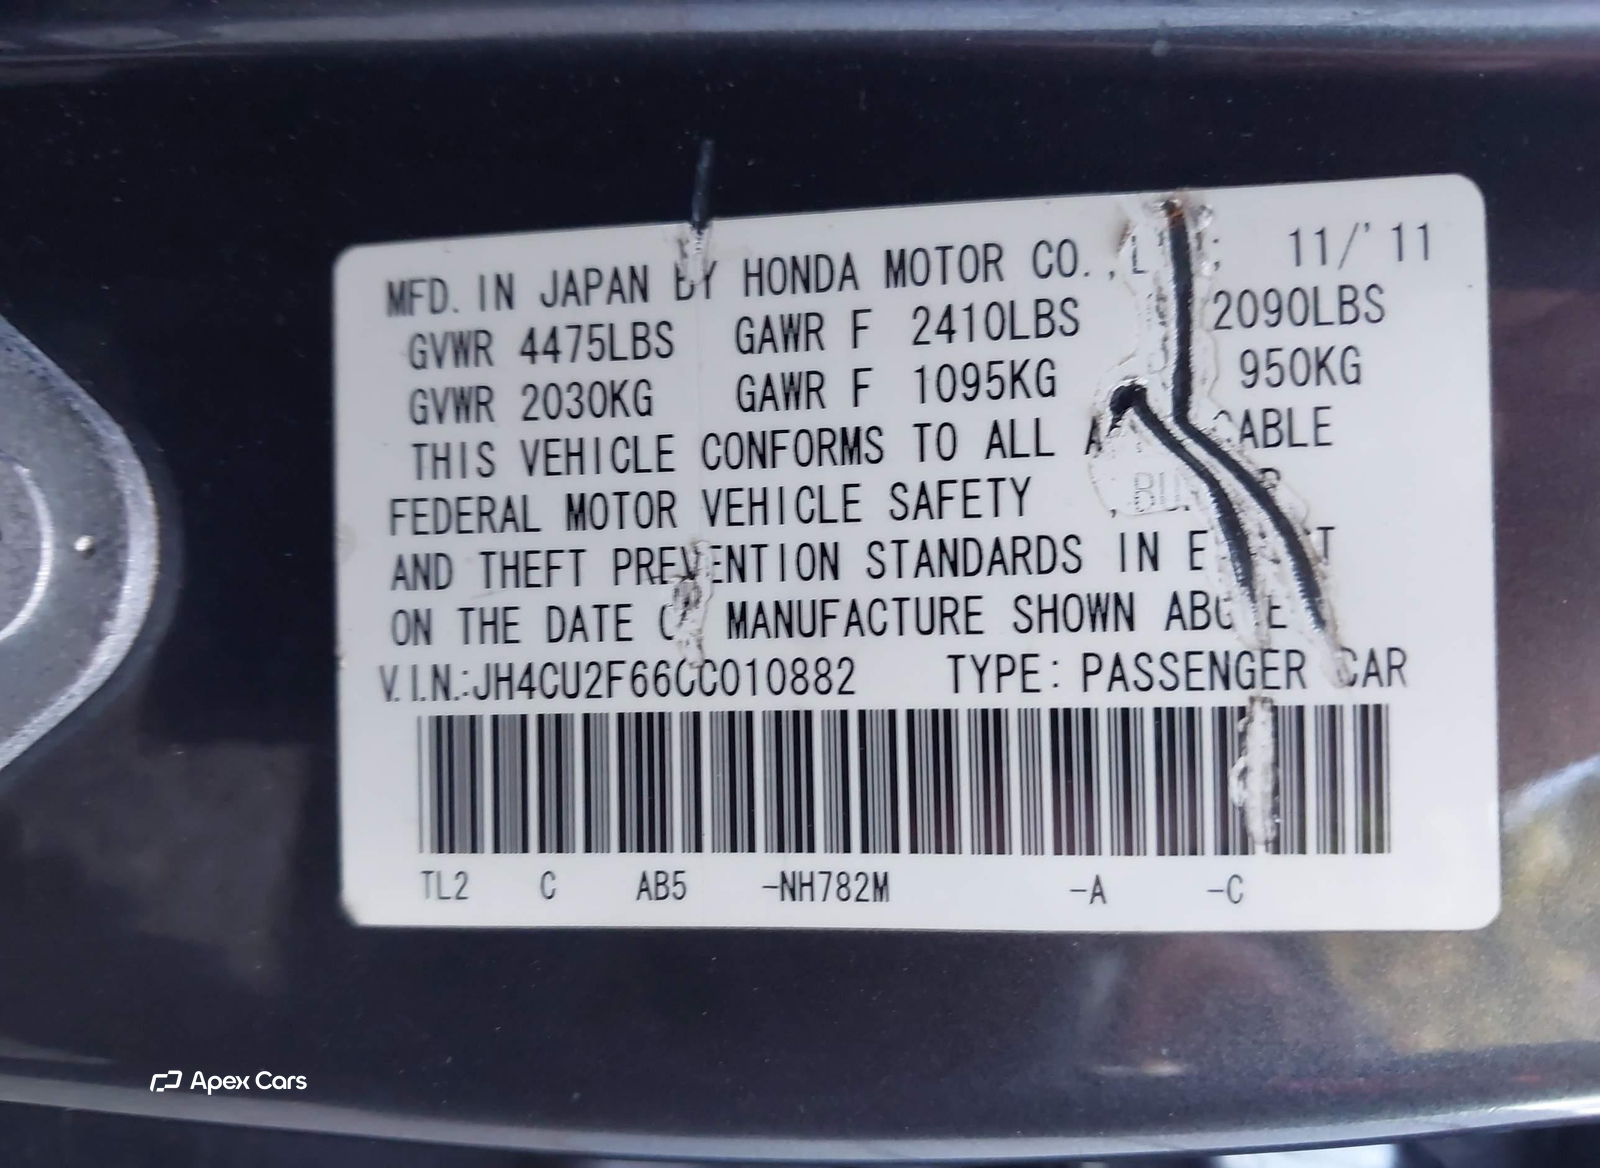 MFD. IN JAPAN BY HONDA MOTOR CO., 11/'11
GVWR 4475LBS GAWR F 2410LBS 2090LBS
GVWR 2030KG GAWR F 1095KG 950KG
THIS VEHICLE CONFORMS TO ALL
FEDERAL MOTOR VEHICLE SAFETY
AND THEFT PREVENTION STANDARDS IN
ON THE DATE MANUFACTURE SHOWN
V.I.N.:JH4CU2F66CC010882 TYPE: PASSENGER CAR
TL2 C AB5 -NH782M -A -C
Apex Cars